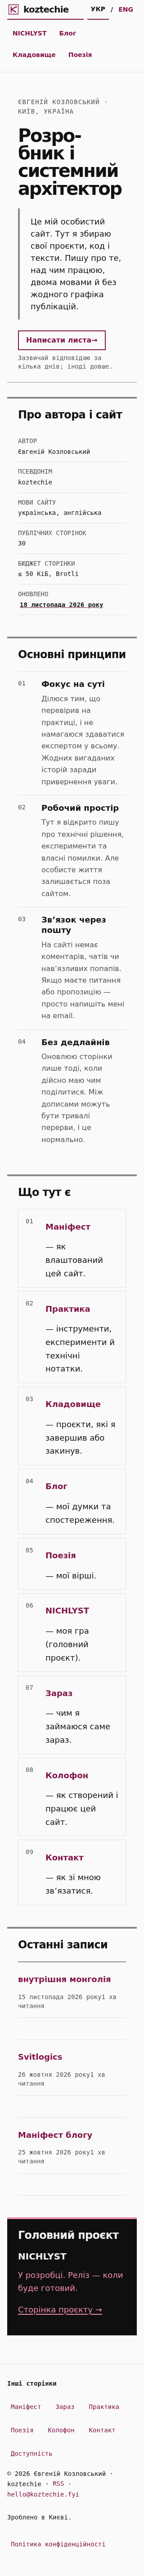 koztechie
УКР / ENG
NICHLYST Блог
Кладовище Поезія
ЄВГЕНІЙ КОЗЛОВСЬКИЙ ·
КИЇВ, УКРАЇНА
Розро-
бник і
системний
архітектор
Це мій особистий
сайт. Тут я збираю
свої проєкти, код і
тексти. Пишу про те,
над чим працюю,
двома мовами й без
жодного графіка
публікацій.
Написати листа→
Зазвичай відповідаю за
кілька днів; іноді довше.
Про автора і сайт
АВТОР
Євгеній Козловський
ПСЕВДОНІМ
koztechie
МОВИ САЙТУ
українська, англійська
ПУБЛІЧНИХ СТОРІНОК
30
БЮДЖЕТ СТОРІНКИ
≤ 50 КіБ, Brotli
ОНОВЛЕНО
18 листопада 2026 року
Основні принципи
01 Фокус на суті
Ділюся тим, що
перевірив на
практиці, і не
намагаюся здаватися
експертом у всьому.
Жодних вигаданих
історій заради
привернення уваги.
02 Робочий простір
Тут я відкрито пишу
про технічні рішення,
експерименти та
власні помилки. Але
особисте життя
залишається поза
сайтом.
03 Зв’язок через
пошту
На сайті немає
коментарів, чатів чи
нав’язливих попапів.
Якщо маєте питання
або пропозицію —
просто напишіть мені
на email.
04 Без дедлайнів
Оновлюю сторінки
лише тоді, коли
дійсно маю чим
поділитися. Між
дописами можуть
бути тривалі
перерви, і це
нормально.
Що тут є
01 Маніфест
— як
влаштований
цей сайт.
02 Практика
— інструменти,
експерименти й
технічні
нотатки.
03 Кладовище
— проєкти, які я
завершив або
закинув.
04 Блог
— мої думки та
спостереження.
05 Поезія
— мої вірші.
06 NICHLYST
— моя гра
(головний
проєкт).
07 Зараз
— чим я
займаюся саме
зараз.
08 Колофон
— як створений і
працює цей
сайт.
09 Контакт
— як зі мною
зв’язатися.
Останні записи
внутрішня монголія
15 листопада 2026 року1 хв
читання
Svitlogics
26 жовтня 2026 року1 хв
читання
Маніфест блогу
25 жовтня 2026 року1 хв
читання
Головний проєкт
NICHLYST
У розробці. Реліз — коли
буде готовий.
Сторінка проєкту →
Інші сторінки
Маніфест Зараз Практика
Поезія Колофон Контакт
Доступність
© 2026 Євгеній Козловський ·
koztechie · RSS ·
hello@koztechie.fyi
Зроблено в Києві.
Політика конфіденційності